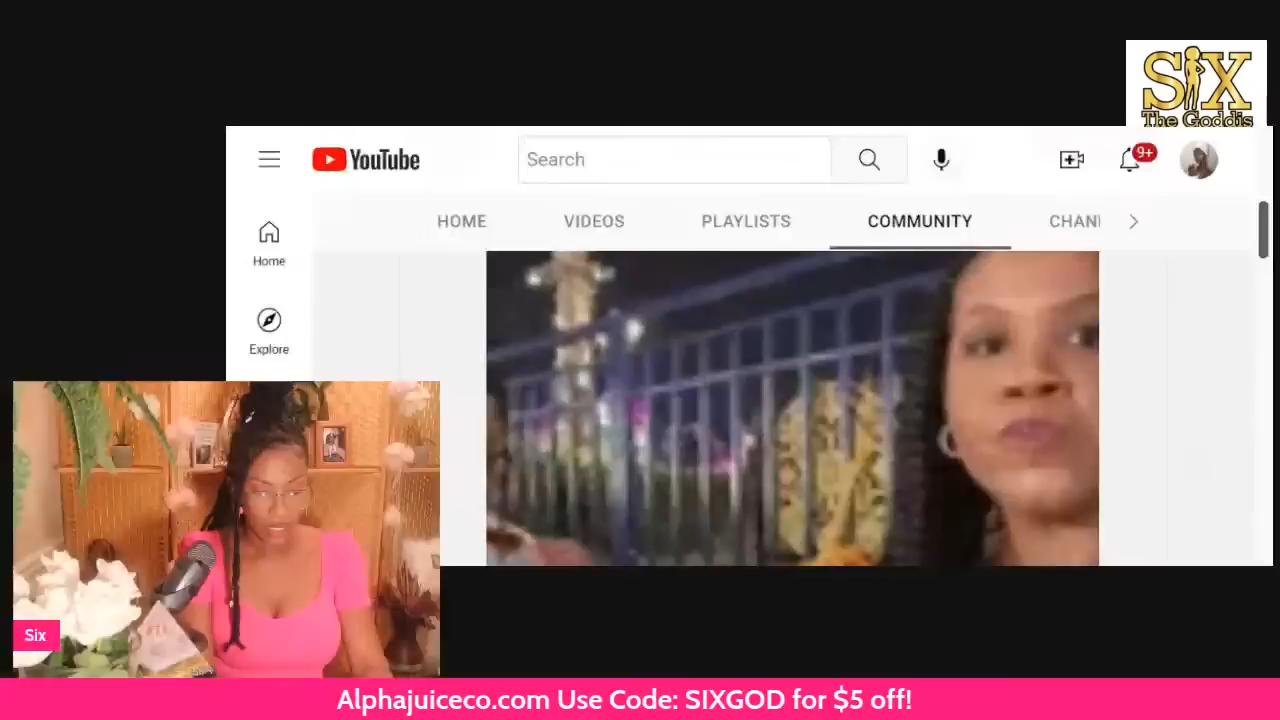 SiX
The Goddis
YouTube
Search
9+
HOME
VIDEOS
PLAYLISTS
COMMUNITY
CHAN
Home
Explore
Six
Alphajuiceco.com Use Code: SIXGOD for $5 off!